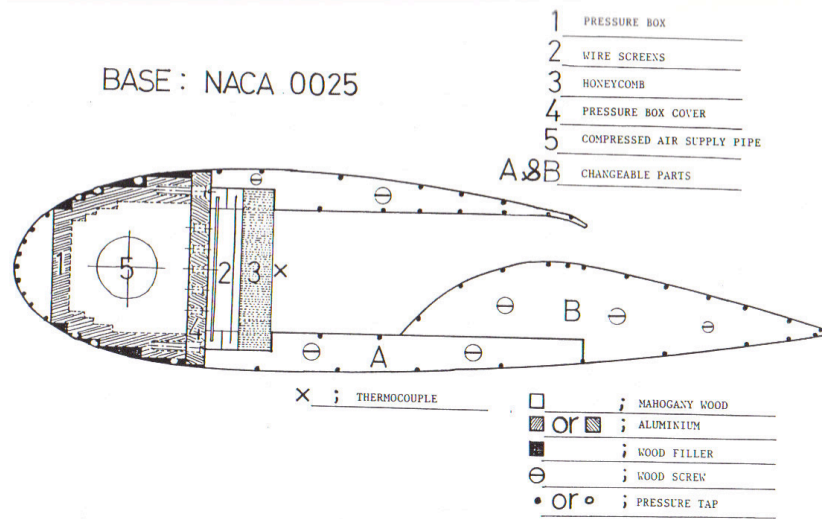 1 PRESSURE BOX
2 WIRE SCREENS
BASE: NACA 0025
3 HONEYCOMB
4 PRESSURE BOX COVER
5 COMPRESSED AIR SUPPLY PIPE
A&B CHANGEABLE PARTS
1
5
2
3
×
4
B
A
× ; THERMOCOUPLE
; MAHOGANY WOOD
or ; ALUMINIUM
; WOOD FILLER
; WOOD SCREW
• or o ; PRESSURE TAP